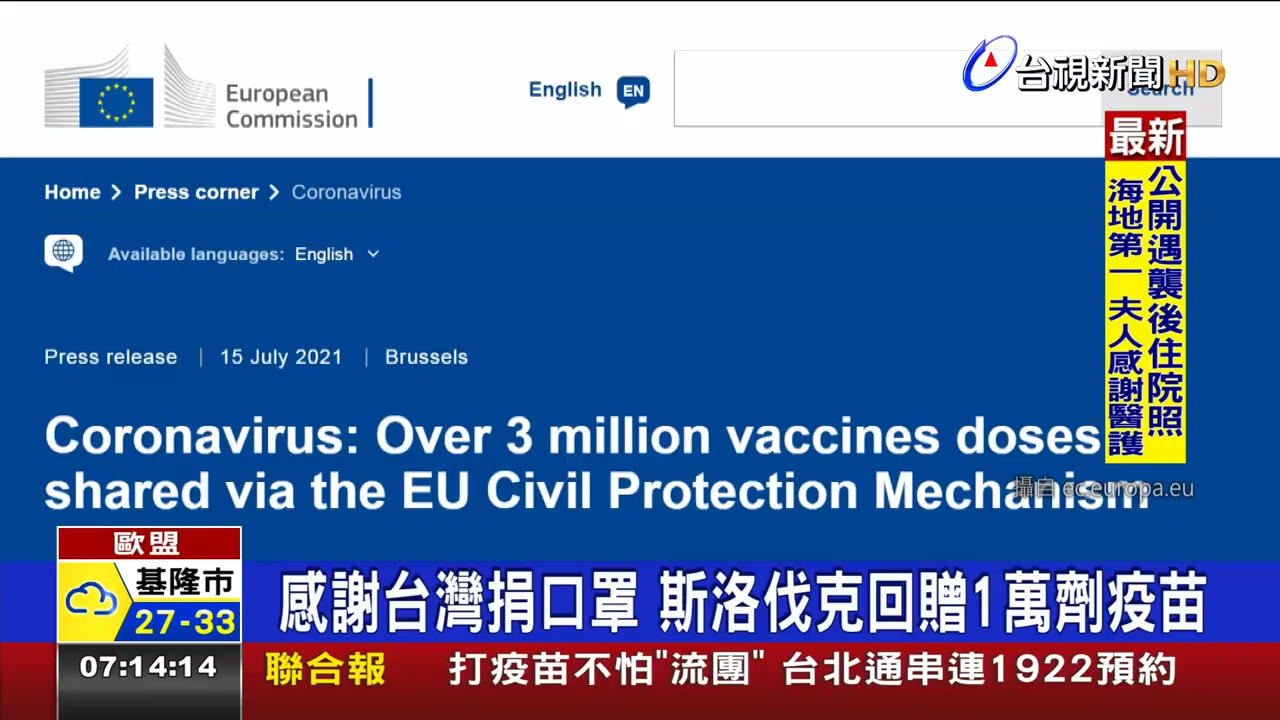 European
Commission
English EN
Search
台視新聞HD
最新
公開遇襲後住院照
海地第一夫人感謝醫護
Home > Press corner > Coronavirus
Available languages: English
Press release | 15 July 2021 | Brussels
Coronavirus: Over 3 million vaccines doses
shared via the EU Civil Protection Mechanism
攝自 ec.europa.eu
歐盟
基隆市
27-33
感謝台灣捐口罩 斯洛伐克回贈1萬劑疫苗
07:14:14
聯合報 打疫苗不怕"流團" 台北通串連1922預約